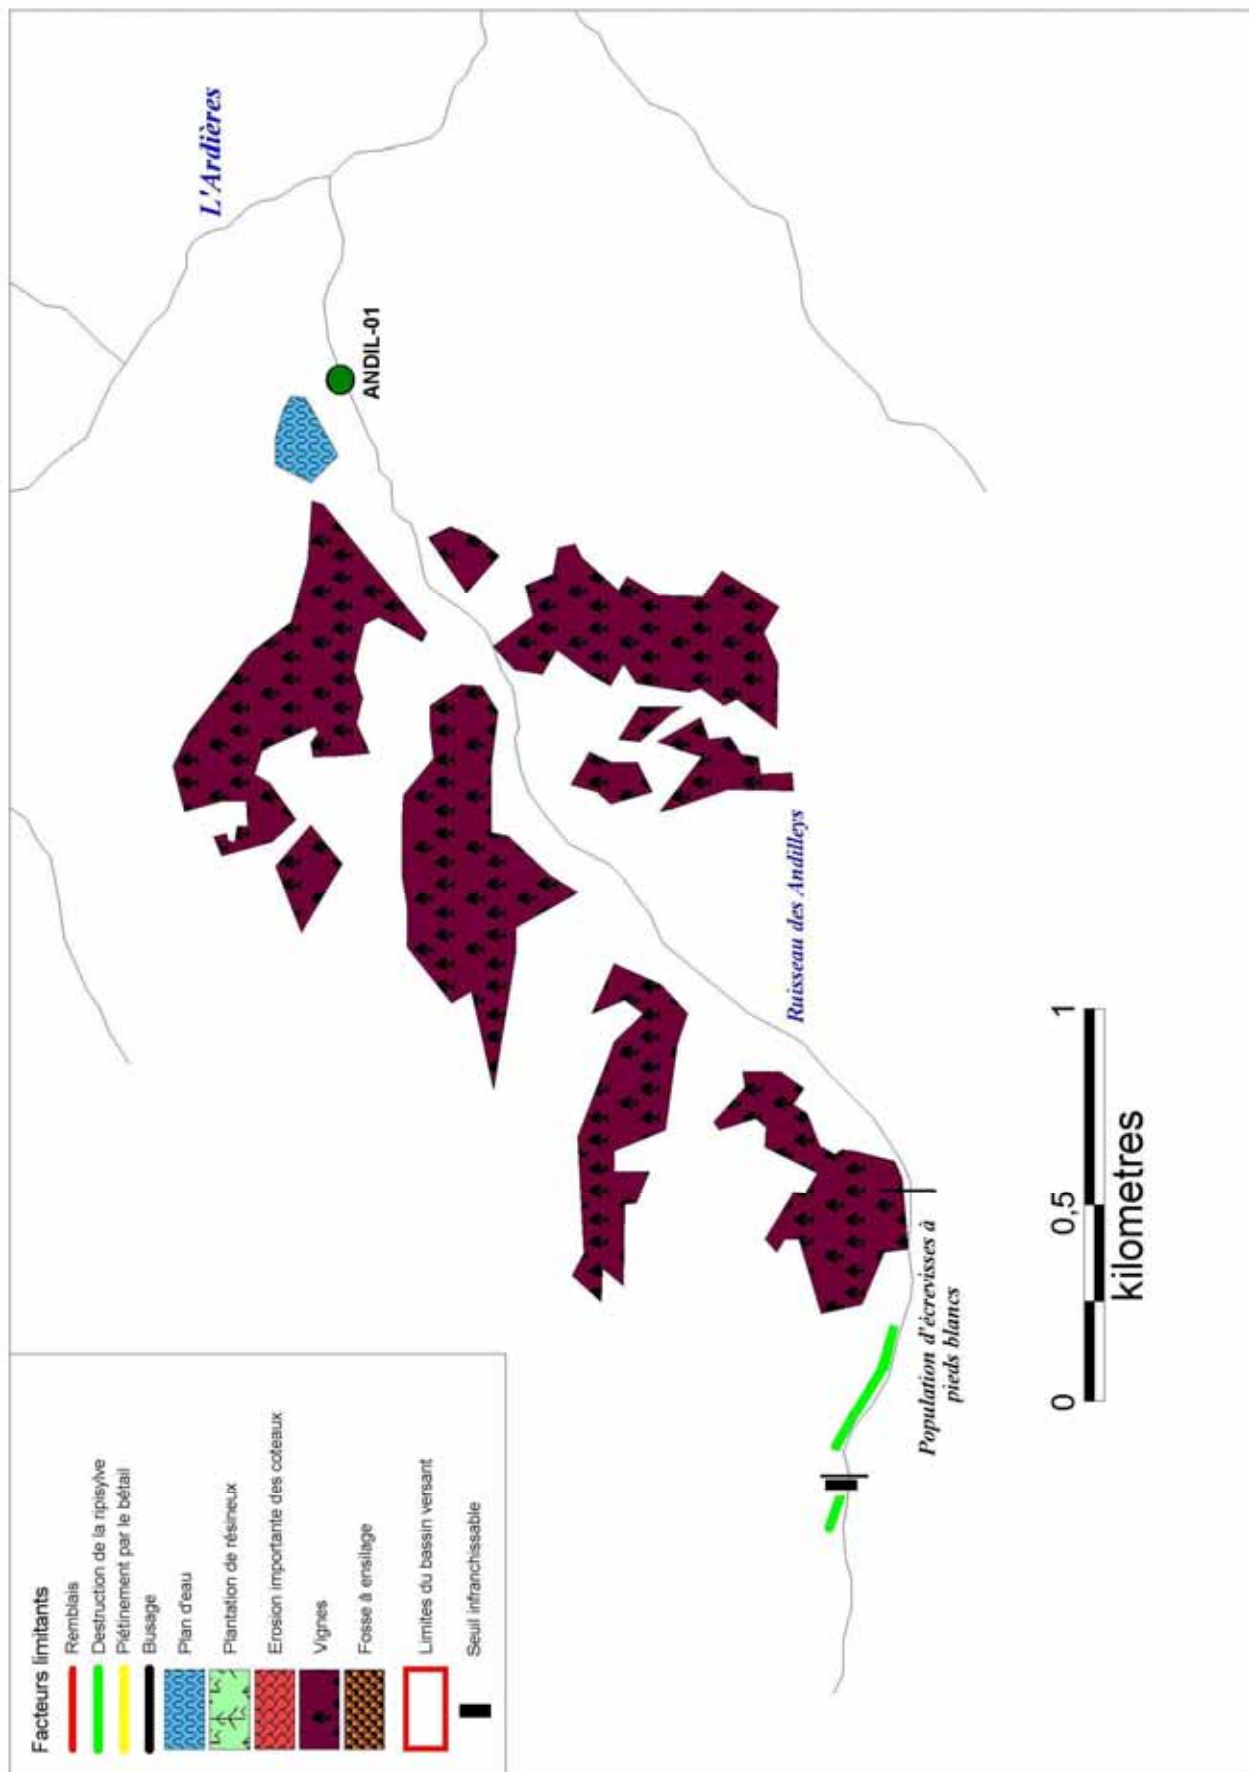 Facteurs limitants
Remblais
Destruction de la ripisylve
Piétinement par le bétail
Busage
Plan d'eau
Plantation de résineux
Erosion importante des coteaux
Vignes
Fosse à ensilage
Limites du bassin versant
Seuil infranchissable
L'Ardières
ANDIL-01
Ruisseau des Andilleys
Population d'écrevisses à
pieds blancs
0 0,5 1
kilometres